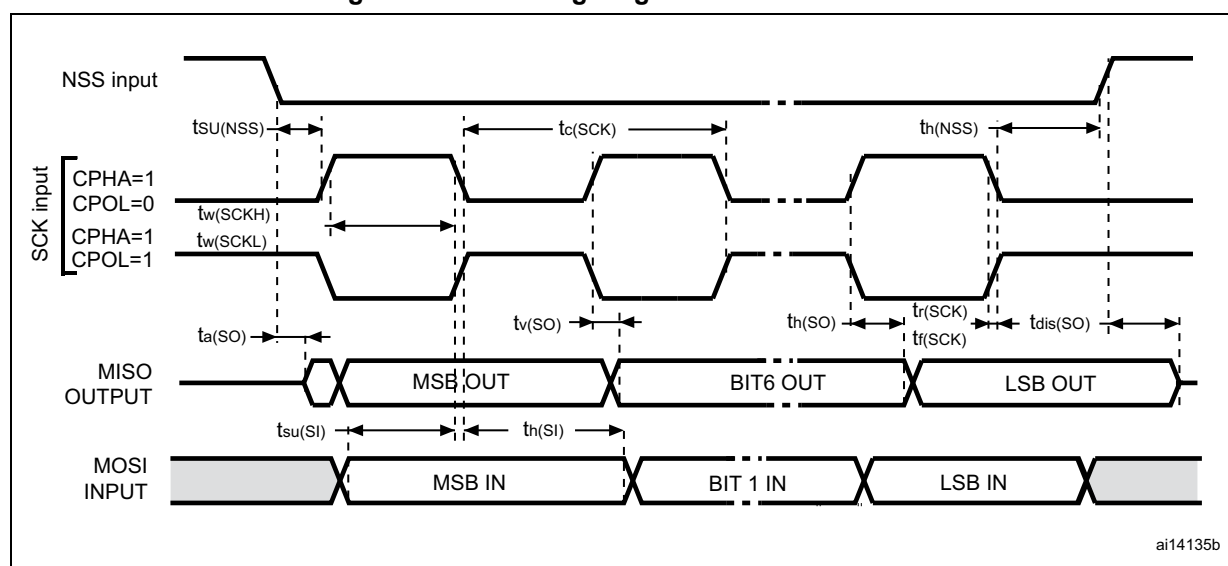 NSS input
tSU(NSS)
tc(SCK)
th(NSS)
SCK input
CPHA=1
CPOL=0
tw(SCKH)
CPHA=1
tw(SCKL)
CPOL=1
ta(SO)
tv(SO)
th(SO)
tr(SCK)
tf(SCK)
tdis(SO)
MISO
OUTPUT
MSB OUT
BIT6 OUT
LSB OUT
tsu(SI)
th(SI)
MOSI
INPUT
MSB IN
BIT 1 IN
LSB IN
ai14135b